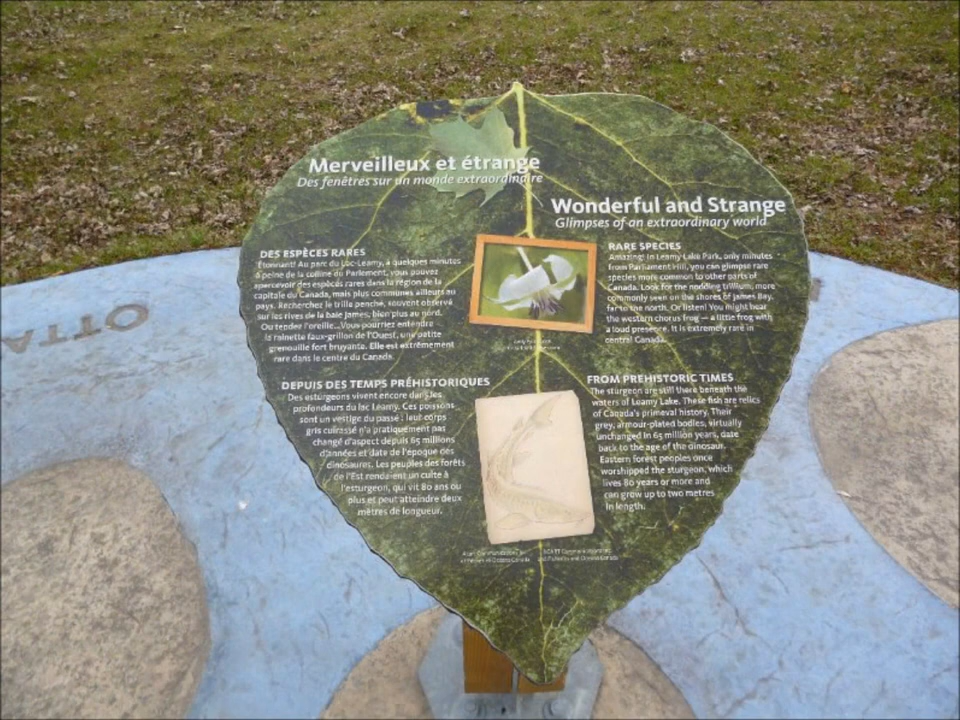 Merveilleux et étrange
Des fenêtres sur un monde extraordinaire
Wonderful and Strange
Glimpses of an extraordinary world
DES ESPÈCES RARES
Étonnant! Au parc du Lac-Leamy, à quelques minutes
à peine de la colline du Parlement, vous pouvez
apercevoir des espèces rares dans la région de la
capitale du Canada, mais plus communes ailleurs au
pays. Recherchez le trille penché, souvent observé
sur les rives de la baie James, bien plus au nord.
Ou tendez l'oreille... Vous pourriez entendre
la rainette faux-grillon de l'Ouest, une petite
grenouille fort bruyante. Elle est extrêmement
rare dans le centre du Canada.
RARE SPECIES
Amazing! In Leamy Lake Park, only minutes
from Parliament Hill, you can glimpse rare
species more common to other parts of
Canada. Look for the nodding trillium, more
commonly seen on the shores of James Bay,
far to the north. Or listen! You might hear
the western chorus frog — a little frog with
a loud presence. It is extremely rare in
central Canada.
DEPUIS DES TEMPS PRÉHISTORIQUES
Des esturgeons vivent encore dans les
profondeurs du lac Leamy. Ces poissons
sont un vestige du passé : leur corps
gris cuirassé n'a pratiquement pas
changé d'aspect depuis 65 millions
d'années et date de l'époque des
dinosaures. Les peuples des forêts
de l'Est rendaient un culte à
l'esturgeon, qui vit 80 ans ou
plus et peut atteindre deux
mètres de longueur.
FROM PREHISTORIC TIMES
The sturgeon are still there beneath the
waters of Leamy Lake. These fish are relics
of Canada's primeval history. Their
grey, armour-plated bodies, virtually
unchanged in 65 million years, date
back to the age of the dinosaur.
Eastern forest peoples once
worshipped the sturgeon, which
lives 80 years or more and
can grow up to two metres
in length.
OTTA